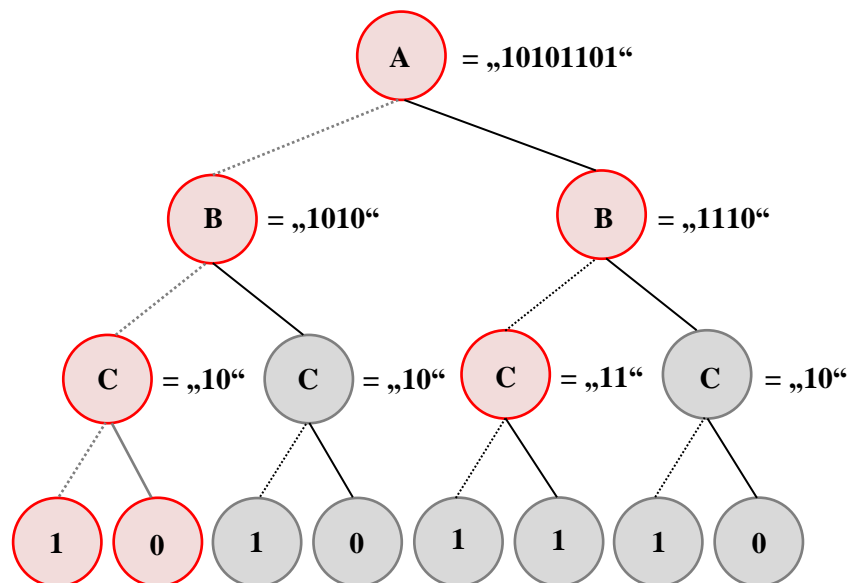 A = „10101101“
B = „1010“ B = „1110“
C = „10“ C = „10“ C = „11“ C = „10“
1 0 1 0 1 1 1 0